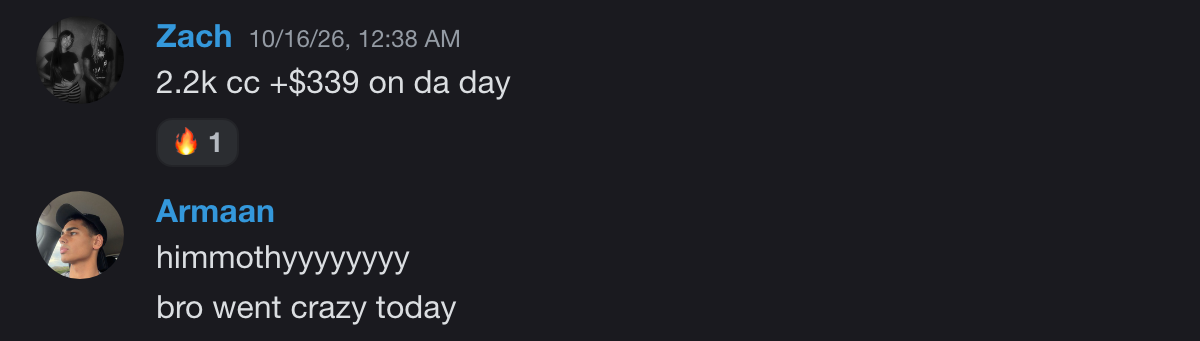 Zach 10/16/26, 12:38 AM
2.2k cc +$339 on da day
🔥 1
Armaan
himmothyyyyyyyy
bro went crazy today